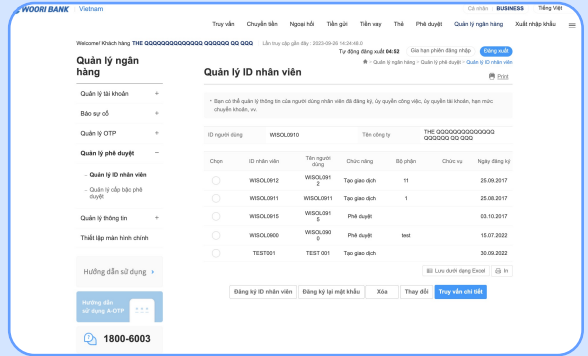 WOORI BANK Vietnam
Cá nhân BUSINESS Tiếng Việt
Truy vấn Chuyển tiền Ngoại hối Tiền gửi Tiền vay Thẻ Phê duyệt Quản lý ngân hàng Xuất nhập khẩu
Welcome! Khách hàng THE QQQQQQQQQQQQQ QQQQQQ QQ QQQ Lần truy cập gần đây : 2023-09-26 14:24:48.0
Tự động đăng xuất 04:52 Gia hạn phiên đăng nhập Đăng xuất
Quản lý ngân hàng > Quản lý phê duyệt > Quản lý ID nhân viên
Quản lý ngân
hàng
Quản lý ID nhân viên
Print
Quản lý tài khoản +
Báo sự cố +
Quản lý OTP +
Quản lý phê duyệt −
– Quản lý ID nhân viên
– Quản lý cấp bậc phê
duyệt
Quản lý thông tin +
Thiết lập màn hình chính
Hướng dẫn sử dụng >
Hướng dẫn
sử dụng A-OTP
1800-6003
* Bạn có thể quản lý thông tin của người dùng nhân viên đã đăng ký, ủy quyền công việc, ủy quyền tài khoản, hạn mức
chuyển khoản, vv.
ID người dùng WISOL0910 Tên công ty THE QQQQQQQQQQQQQ
QQQQQQ QQ QQQ
Chọn ID nhân viên Tên người
dùng Chức năng Bộ phận Chức vụ Ngày đăng ký
WISOL0912 WISOL091
2 Tạo giao dịch 11 25.09.2017
WISOL0911 WISOL0911 Tạo giao dịch 1 25.08.2017
WISOL0915 WISOL091
5 Phê duyệt 03.10.2017
WISOL0900 WISOL090
0 Phê duyệt test 15.07.2022
TEST001 TEST 001 Tạo giao dịch 30.09.2022
Lưu dưới dạng Excel In
Đăng ký ID nhân viên Đăng ký lại mật khẩu Xóa Thay đổi Truy vấn chi tiết